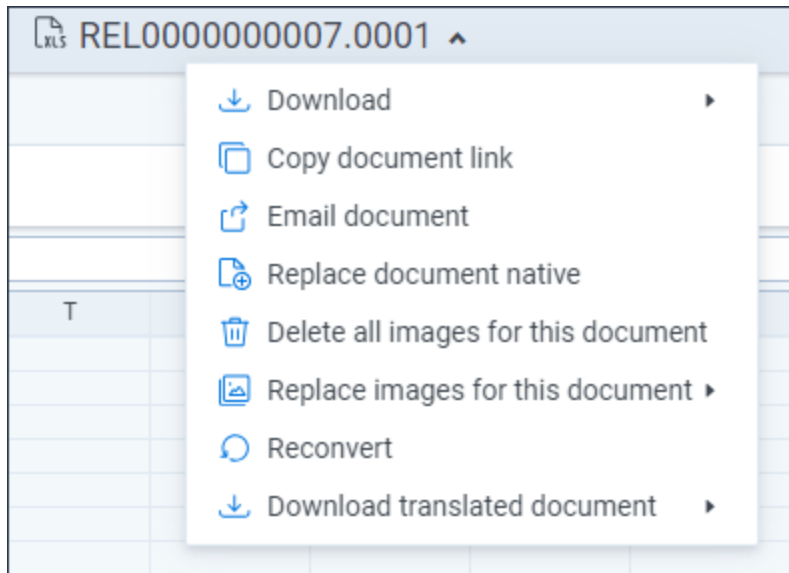 XLS REL0000000007.0001
Download
Copy document link
Email document
Replace document native
T
Delete all images for this document
Replace images for this document
Reconvert
Download translated document